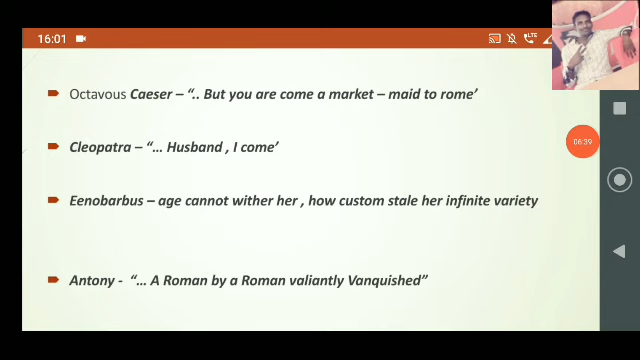 16:01
LTE
Octavous Caeser – “.. But you are come a market – maid to rome’
06:39
Cleopatra – “… Husband , I come’
Eenobarbus – age cannot wither her , how custom stale her infinite variety
Antony - “… A Roman by a Roman valiantly Vanquished”